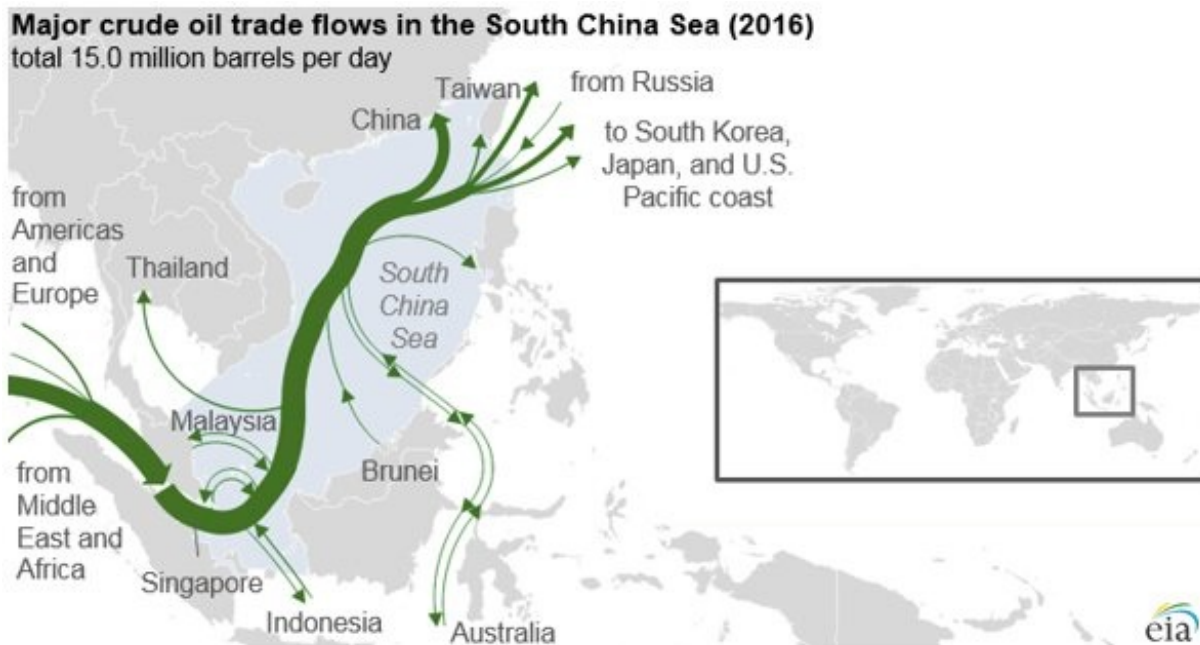 Major crude oil trade flows in the South China Sea (2016)
total 15.0 million barrels per day
Taiwan
from Russia
China
to South Korea,
Japan, and U.S.
Pacific coast
from
Americas
and
Europe
Thailand
South
China
Sea
Malaysia
Brunei
from
Middle
East and
Africa
Singapore
Indonesia
Australia
eia